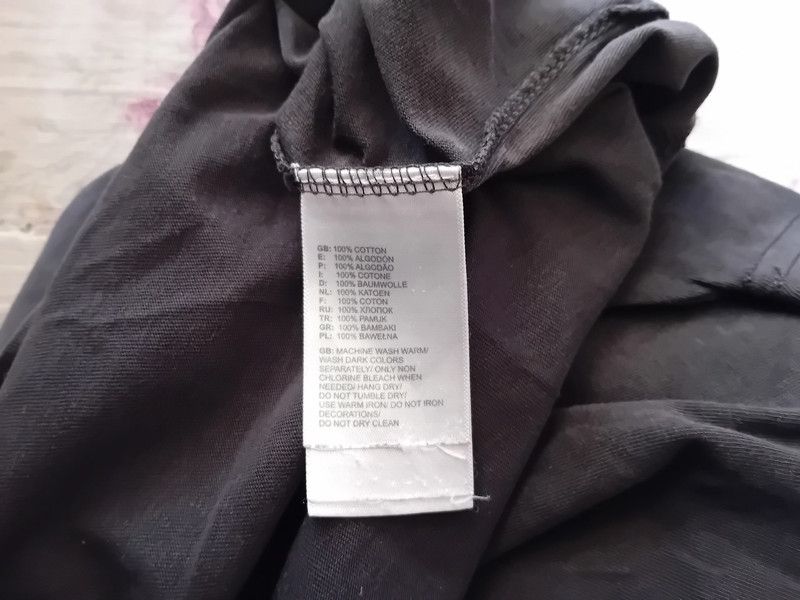 GB: 100% COTTON
E: 100% ALGODÓN
P: 100% ALGODÃO
I: 100% COTONE
D: 100% BAUMWOLLE
NL: 100% KATOEN
F: 100% COTON
RU: 100% ХЛОПОК
TR: 100% PAMUK
GR: 100% BAMBAKI
PL: 100% BAWEŁNA
GB: MACHINE WASH WARM/
WASH DARK COLORS
SEPARATELY/ ONLY NON
CHLORINE BLEACH WHEN
NEEDED/ HANG DRY/
DO NOT TUMBLE DRY/
USE WARM IRON/ DO NOT IRON
DECORATIONS/
DO NOT DRY CLEAN